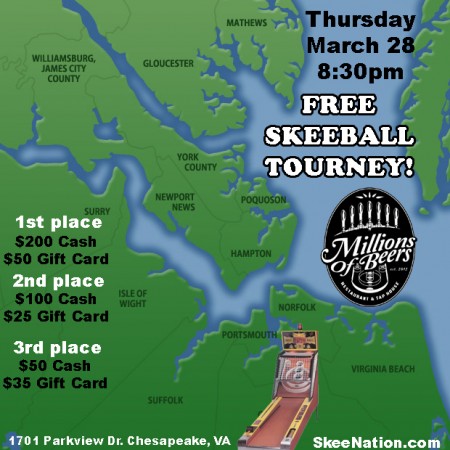 Thursday
March 28
8:30pm
FREE
SKEEBALL
TOURNEY!
MATHEWS
WILLIAMSBURG,
JAMES CITY
COUNTY
GLOUCESTER
YORK
COUNTY
NEWPORT
NEWS
POQUOSON
SURRY
HAMPTON
ISLE OF
WIGHT
NORFOLK
PORTSMOUTH
VIRGINIA BEACH
SUFFOLK
Millions
of Beers
est. 2012
RESTAURANT & TAP HOUSE
1st place
$200 Cash
$50 Gift Card
2nd place
$100 Cash
$25 Gift Card
3rd place
$50 Cash
$35 Gift Card
1701 Parkview Dr. Chesapeake, VA
SkeeNation.com